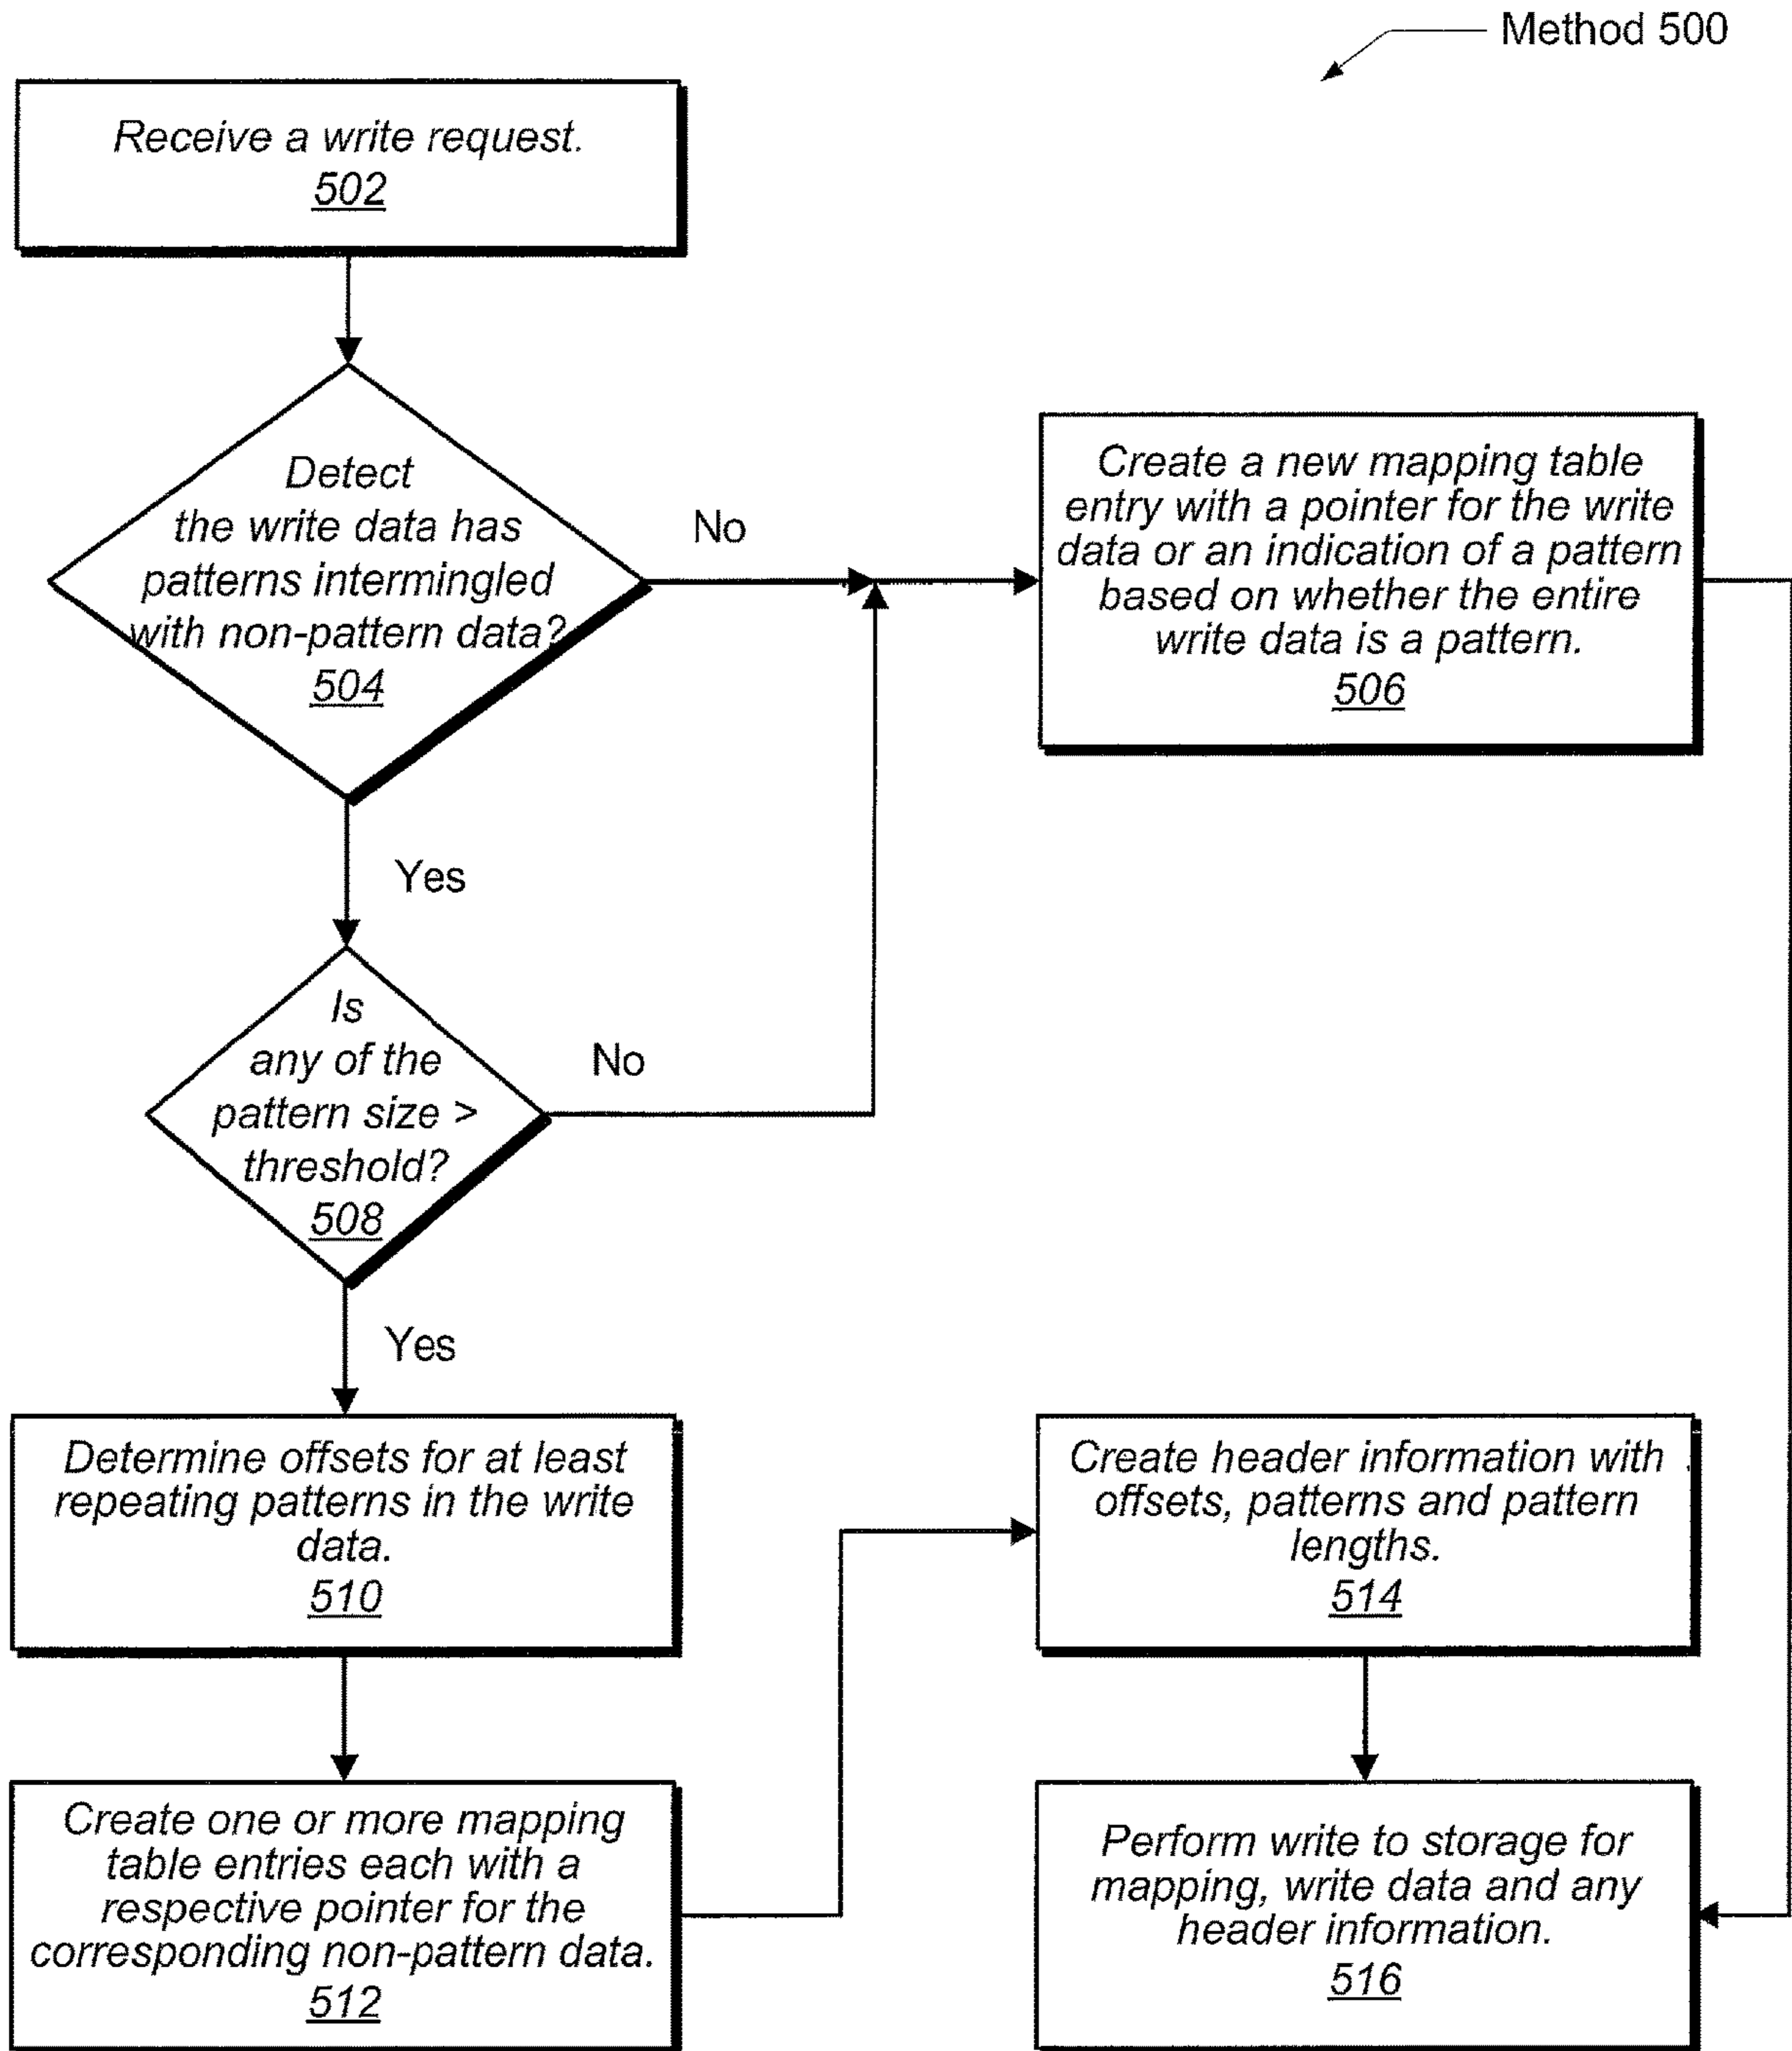 Method 500
Receive a write request.
502
Detect
the write data has
patterns intermingled
with non-pattern data?
504
No
Create a new mapping table
entry with a pointer for the write
data or an indication of a pattern
based on whether the entire
write data is a pattern.
506
Yes
Is
any of the
pattern size >
threshold?
508
No
Yes
Determine offsets for at least
repeating patterns in the write
data.
510
Create header information with
offsets, patterns and pattern
lengths.
514
Create one or more mapping
table entries each with a
respective pointer for the
corresponding non-pattern data.
512
Perform write to storage for
mapping, write data and any
header information.
516